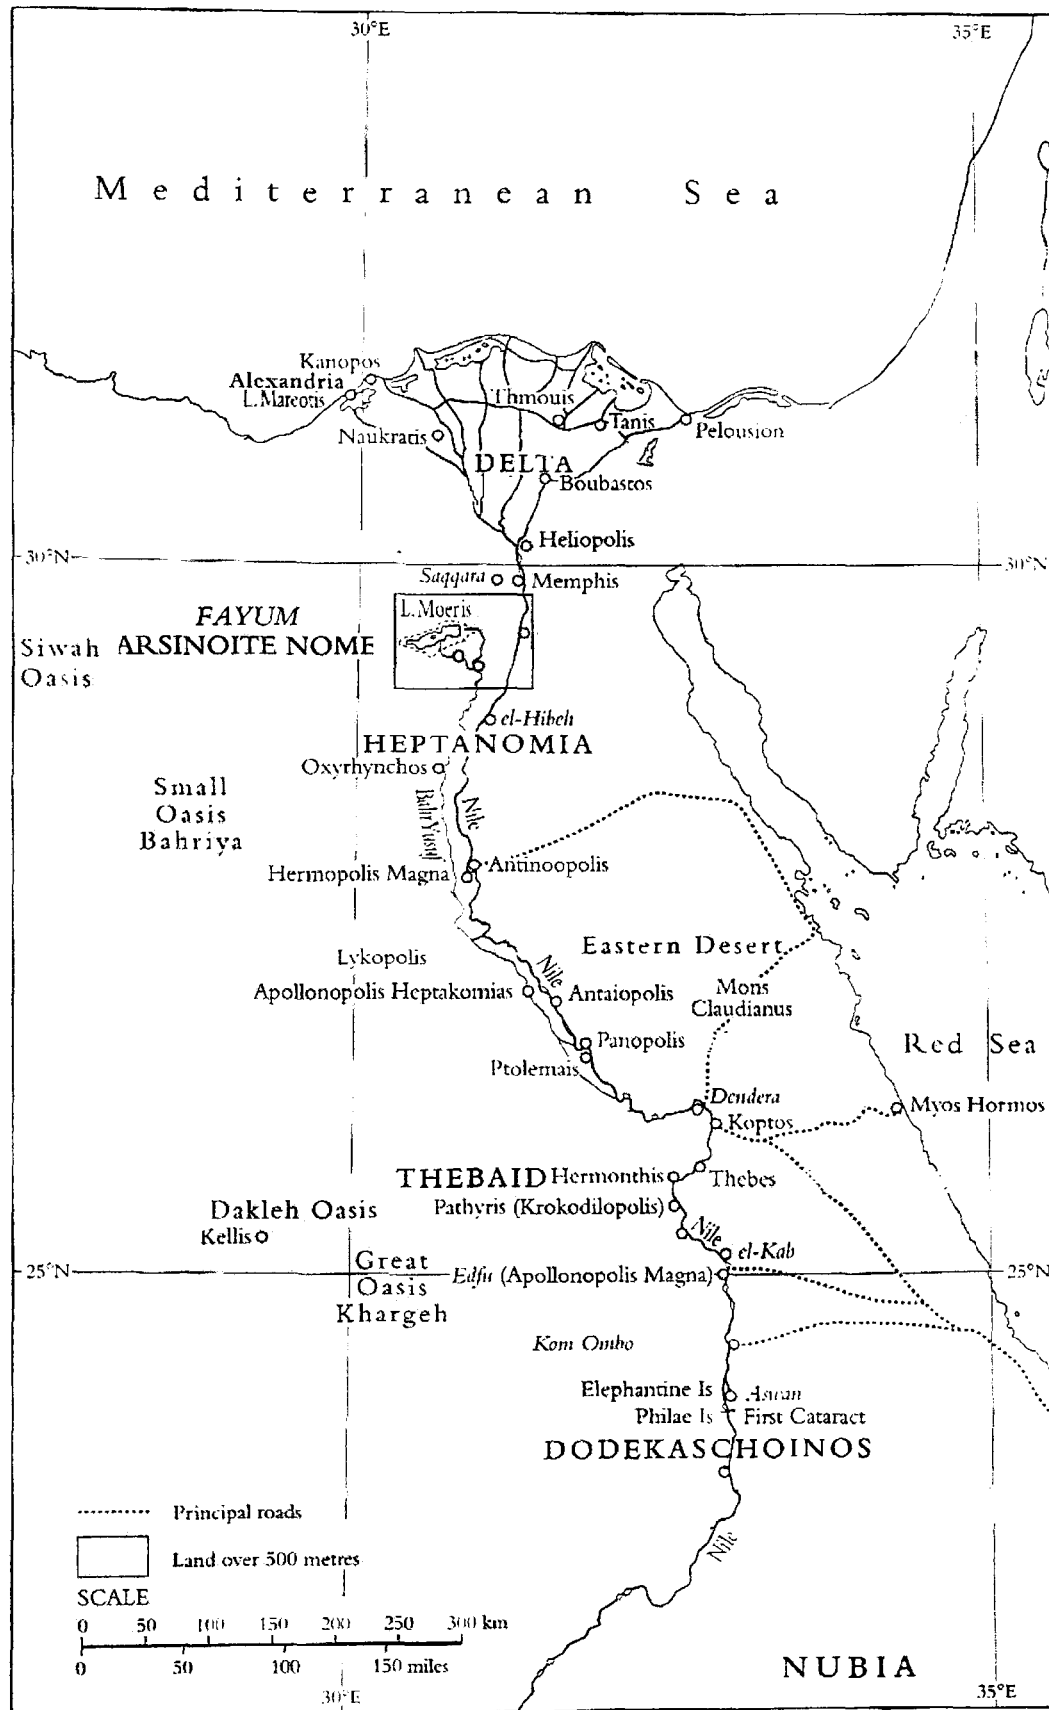 30°E
35°E
Mediterranean Sea
Kanopos
Alexandria
L. Mareotis
Thmouis
Tanis
Naukratis
Pelousion
DELTA
Boubastos
Heliopolis
30°N
30°N
Saqqara
Memphis
L. Moeris
FAYUM
ARSINOITE NOME
Siwah
Oasis
el-Hibeh
HEPTANOMIA
Oxyrhynchos
Small
Oasis
Bahriya
Bahr Yusuf
Nile
Antinoopolis
Hermopolis Magna
Eastern Desert
Lykopolis
Nile
Mons
Claudianus
Apollonopolis Heptakomias
Antaiopolis
Panopolis
Red Sea
Ptolemais
Dendera
Myos Hormos
Koptos
THEBAID
Hermonthis
Thebes
Pathyris (Krokodilopolis)
Dakleh Oasis
Kellis
Nile
el-Kab
Great
Oasis
Khargeh
25°N
Edfu (Apollonopolis Magna)
25°N
Kom Ombo
Elephantine Is
Aswan
Philae Is
First Cataract
DODEKASCHOINOS
Nile
Principal roads
Land over 500 metres
SCALE
0 50 100 150 200 250 300 km
0 50 100 150 miles
NUBIA
30°E
35°E